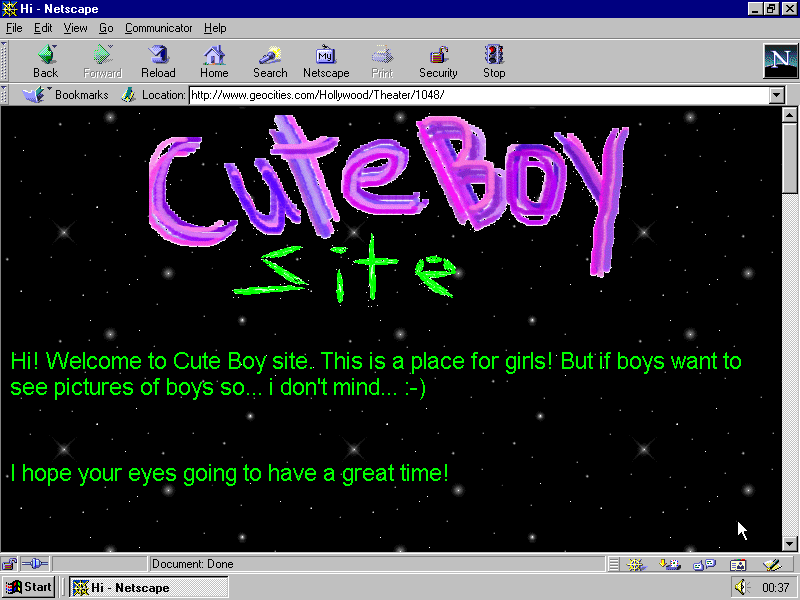 Hi - Netscape
File Edit View Go Communicator Help
Back Forward Reload Home Search Netscape Print Security Stop
My
N
Bookmarks Location: http://www.geocities.com/Hollywood/Theater/1048/
Cute Boy
Site
Hi! Welcome to Cute Boy site. This is a place for girls! But if boys want to
see pictures of boys so... i don't mind... :-)
I hope your eyes going to have a great time!
Document: Done
Start Hi - Netscape 00:37